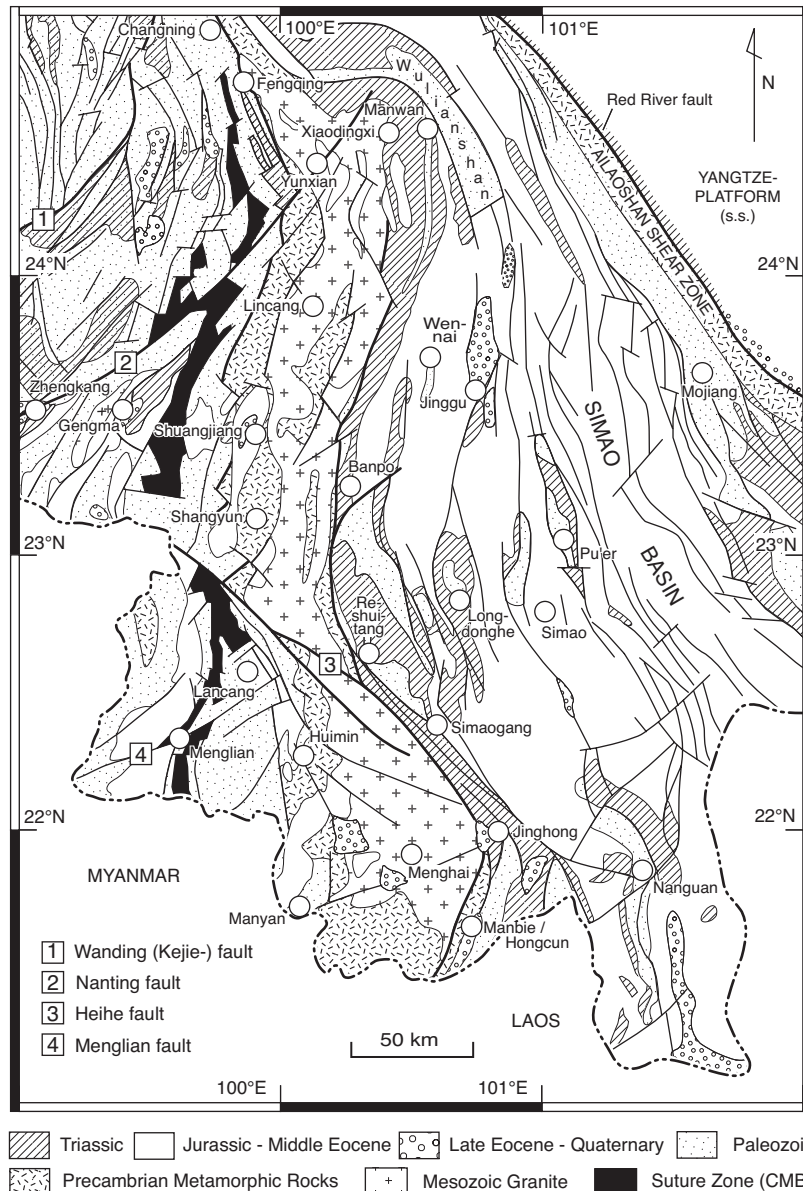 100°E
101°E
Changning
Fengqing
Wulianshan
Manwan
Xiaodingxi
Yunxian
Red River fault
N
AILAOSHAN SHEAR ZONE
YANGTZE-
PLATFORM
(s.s.)
1
24°N
24°N
Lincang
Wen-
nai
2
Zhengkang
Gengma
Jinggu
Mojiang
Shuangjiang
SIMAO
BASIN
Banpo
Shangyun
23°N
23°N
Pu'er
Re-
shui-
tang
Long-
donghe
Simao
3
Lancang
Simaogang
4
Menglian
Huimin
22°N
22°N
Jinghong
MYANMAR
Menghai
Nanguan
Manyan
Manbie /
Hongcun
1 Wanding (Kejie-) fault
2 Nanting fault
3 Heihe fault
4 Menglian fault
LAOS
50 km
100°E
101°E
Triassic
Jurassic - Middle Eocene
Late Eocene - Quaternary
Paleozoi
Precambrian Metamorphic Rocks
Mesozoic Granite
Suture Zone (CMB